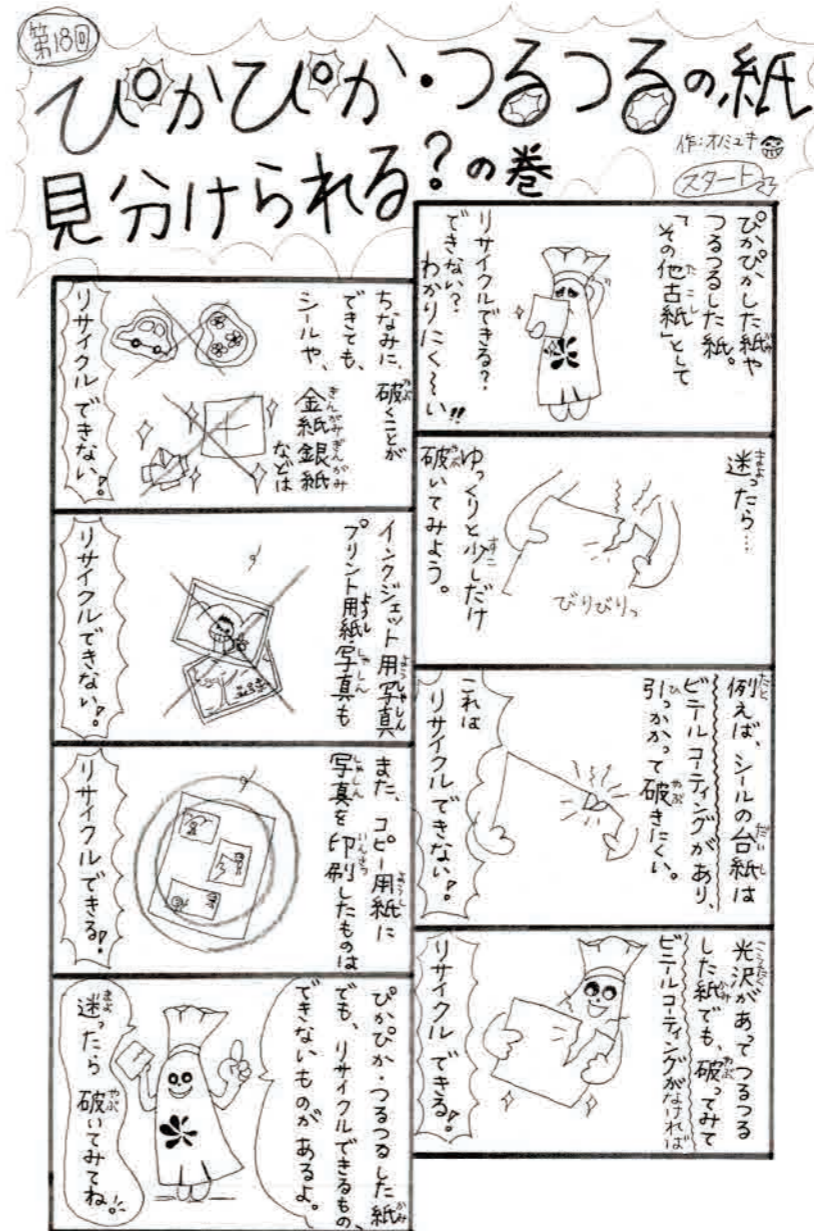 第18回
ぴかぴか・つるつるの紙
見分けられる?の巻
作:オノミユキ
スタート
ぴかぴかした紙や
つるつるした紙。
「その他古紙」として
リサイクルできる?
できない?
わかりにく〜い!!
迷ったら…
びりびりっ
ゆっくりと少しだけ
破いてみよう。
例えば、シールの台紙は
ビニールコーティングがあり、
引っかかって破きにくい。
これは
リサイクルできない!
光沢があってつるつる
した紙でも、破ってみて
ビニールコーティングがなければ
リサイクルできる!
ちなみに、破くことが
できても、
シールや、
金紙銀紙
などは
リサイクルできない!
インクジェット用写真
プリント用紙・写真も
リサイクルできない!
また、コピー用紙に
写真を印刷したものは
リサイクルできる!
ぴかぴか・つるつるした紙
でも、リサイクルできるもの、
できないものがあるよ。
迷ったら破いてみてね!!